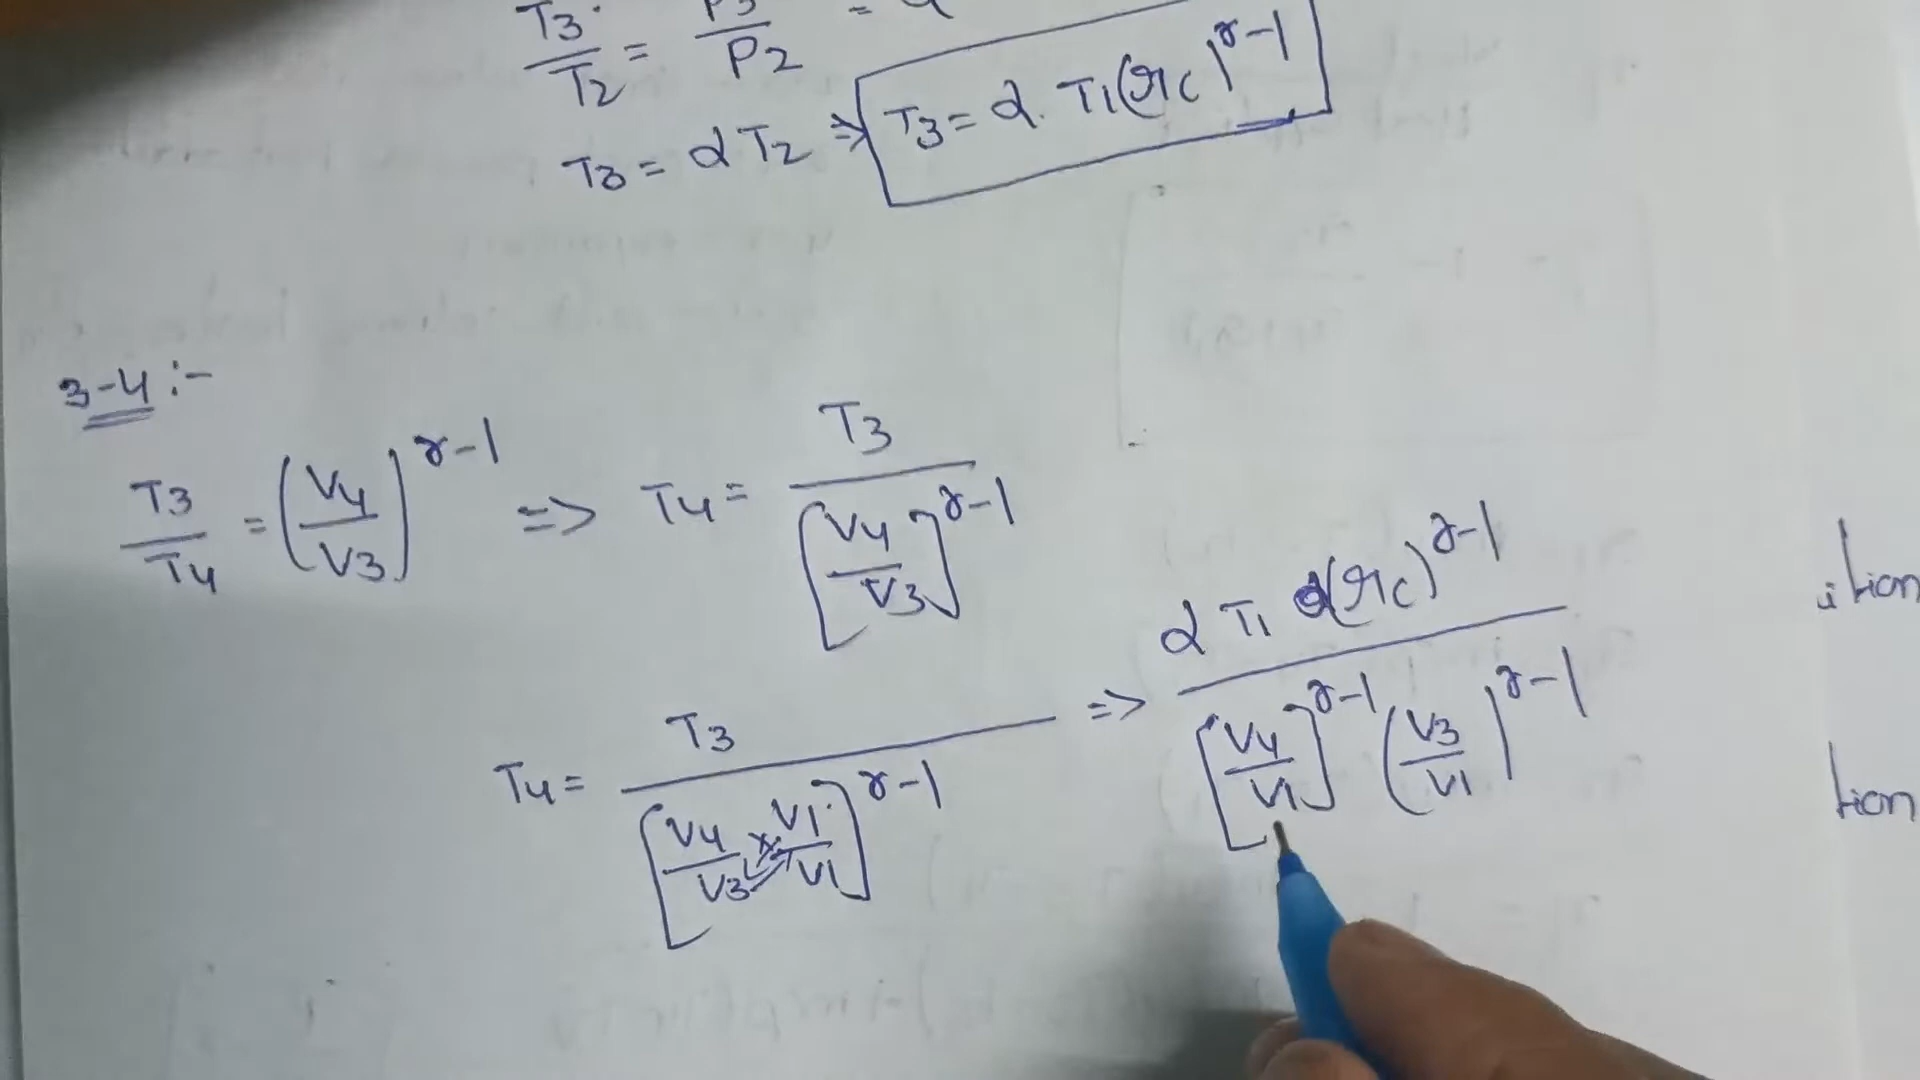 T3/T2 = P3/P2 =
T3 = α T2 ⇒ T3 = α. T1(rc)^γ-1
3-4 :-
T3/T4 = (V4/V3)^γ-1 => T4 = T3/[V4/V3]^γ-1
T4 = T3/[V4/V3 × V1/V1]^γ-1 => α T1 (rc)^γ-1/[V4/V1]^γ-1 (V3/V1)^γ-1